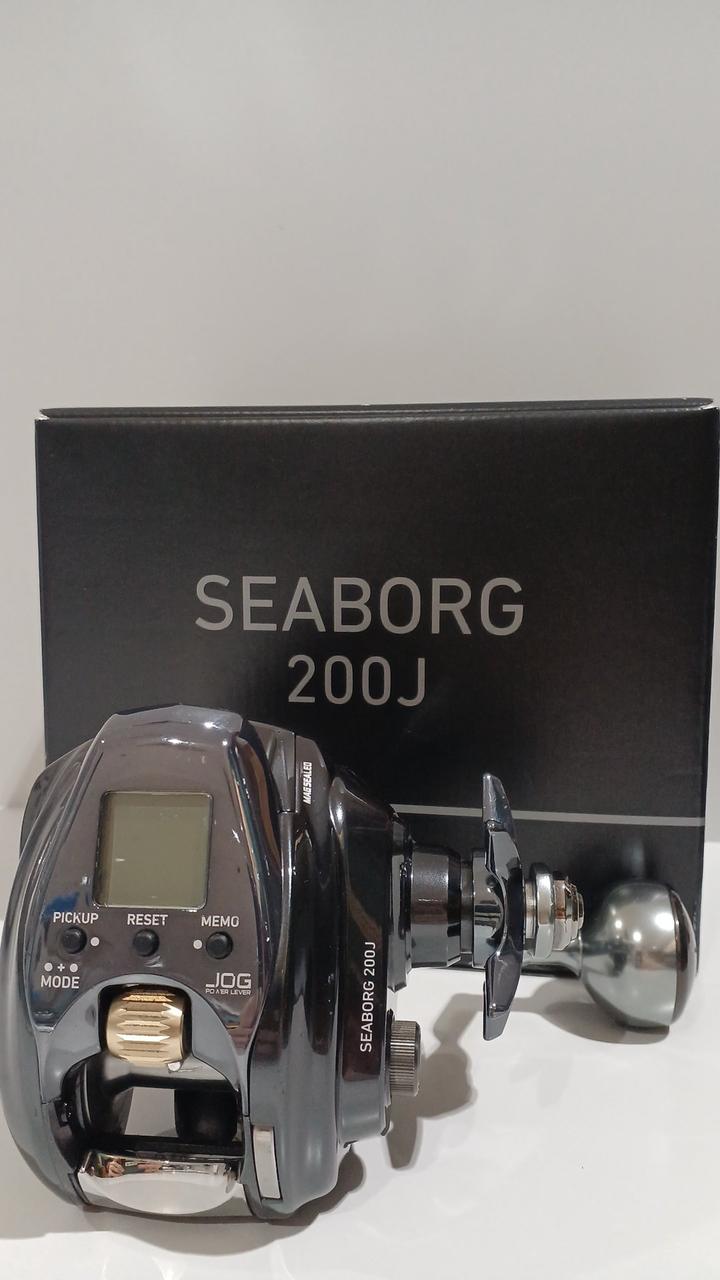 SEABORG
200J
MAGSEALED
PICKUP RESET MEMO
MODE
JOG
POWER LEVER
SEABORG 200J